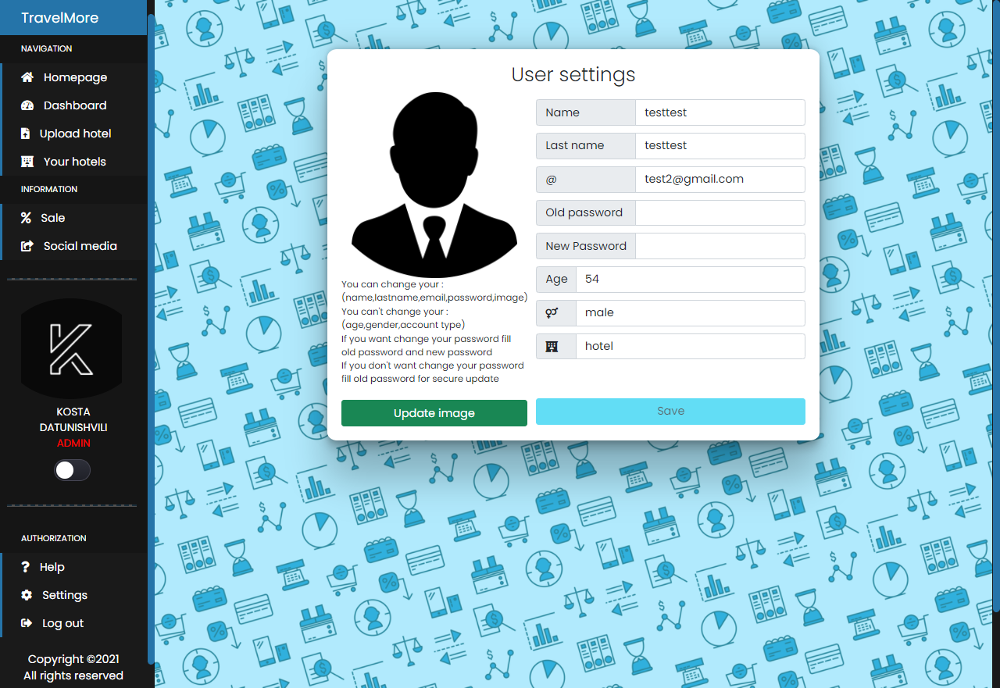 TravelMore
NAVIGATION
Homepage
Dashboard
Upload hotel
Your hotels
INFORMATION
Sale
Social media
KOSTA
DATUNISHVILI
ADMIN
AUTHORIZATION
Help
Settings
Log out
Copyright ©2021
All rights reserved
User settings
You can change your :
(name,lastname,email,password,image)
You can't change your :
(age,gender,account type)
If you want change your password fill
old password and new password
If you don't want change your password
fill old password for secure update
Update image
Name testtest
Last name testtest
@ test2@gmail.com
Old password
New Password
Age 54
male
hotel
Save